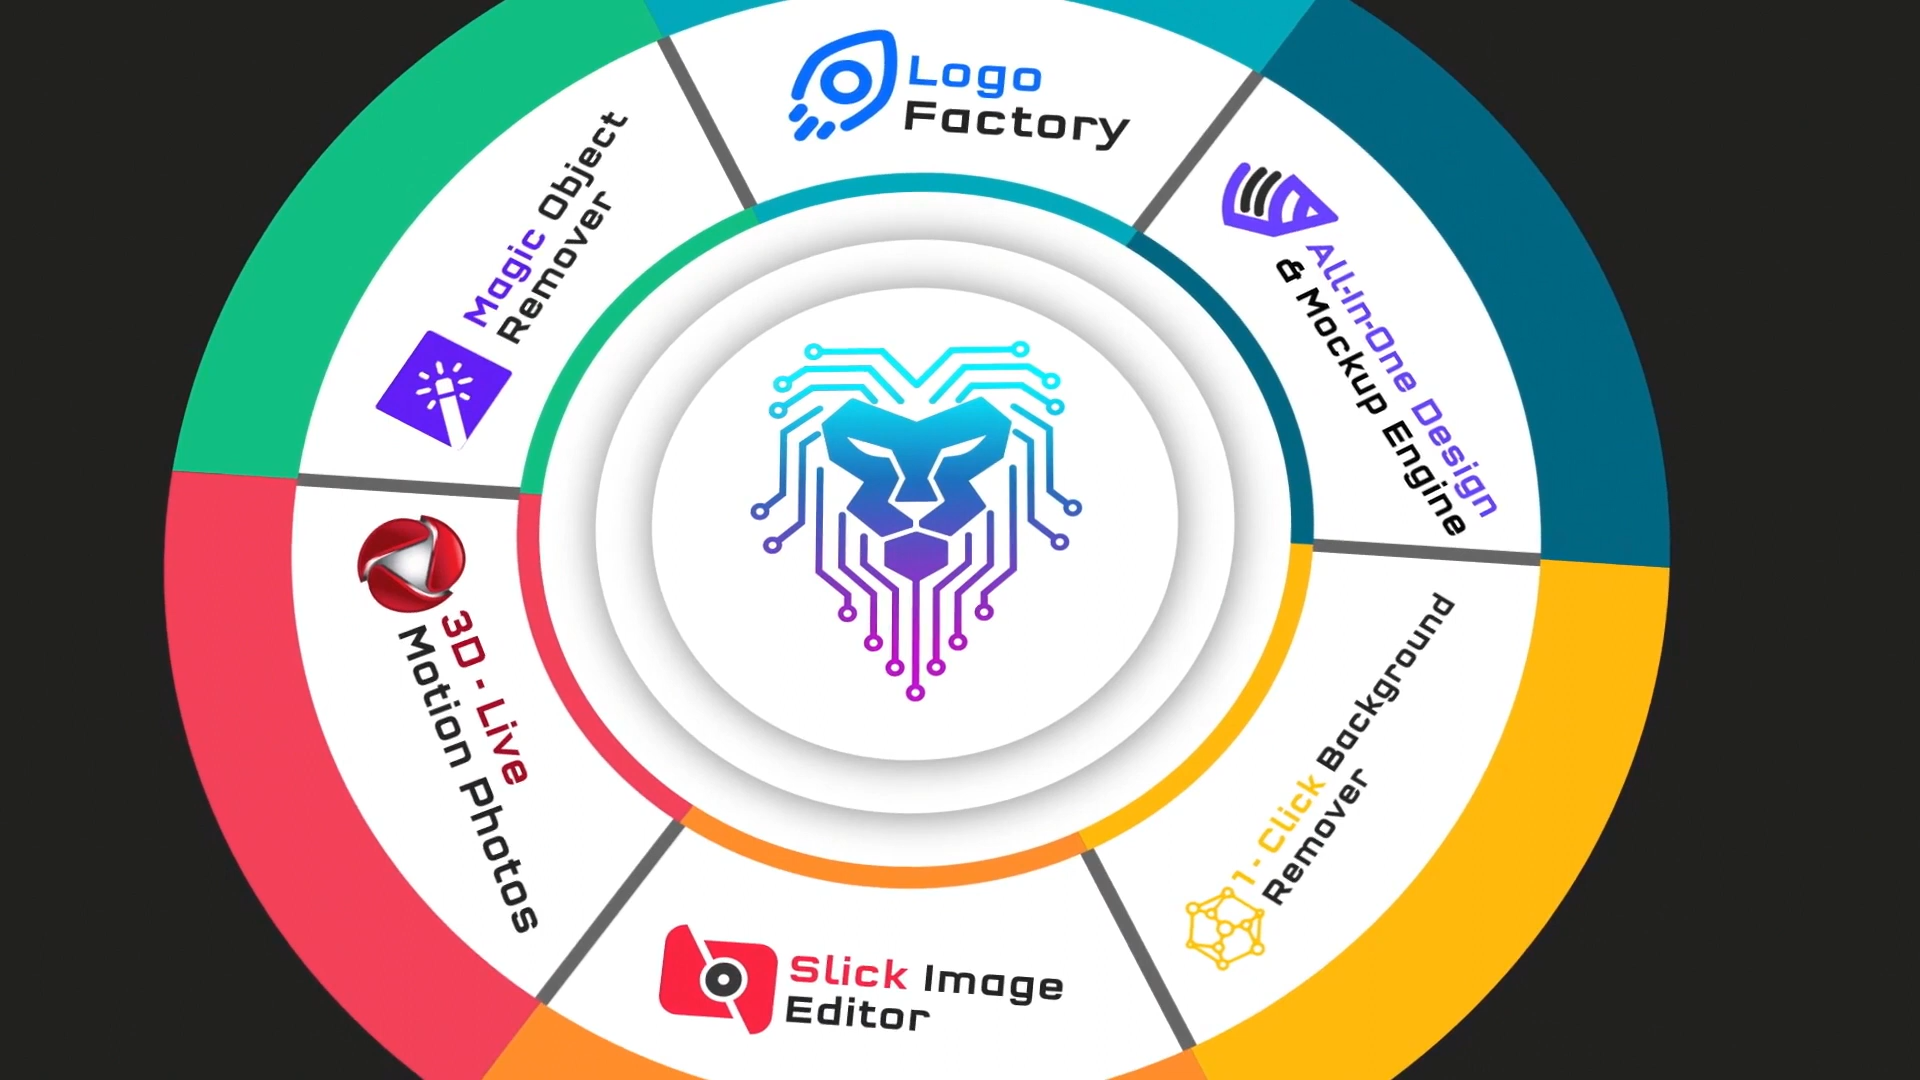 Logo
Factory
All-In-One Design
& Mockup Engine
1 - Click Background
Remover
Slick Image
Editor
3D - Live
Motion Photos
Magic Object
Remover